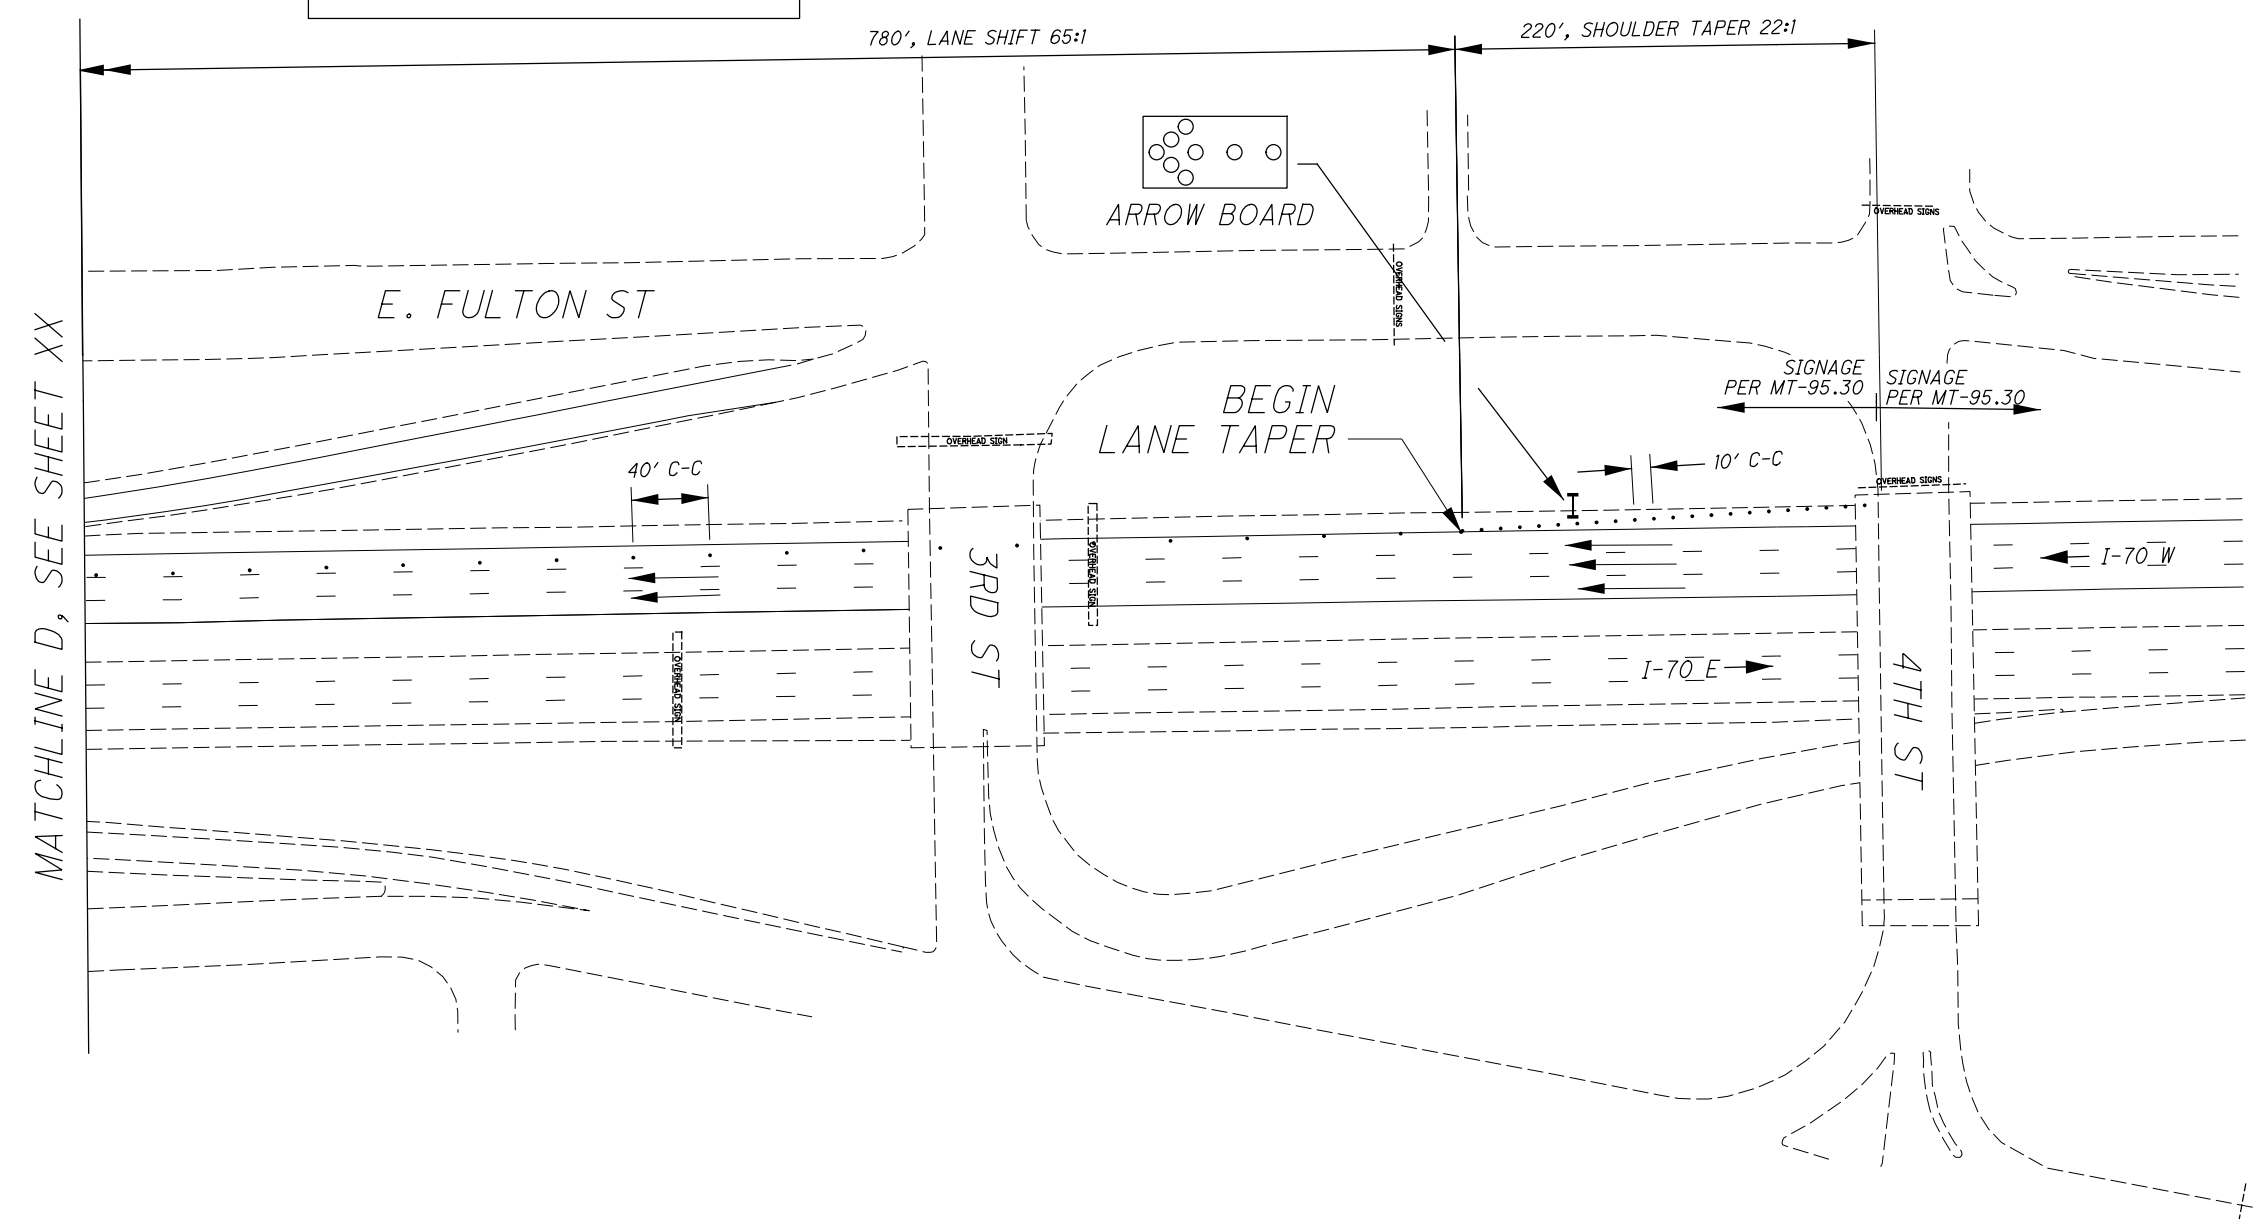 780', LANE SHIFT 65:1
220', SHOULDER TAPER 22:1
ARROW BOARD
OVERHEAD SIGNS
E. FULTON ST
OVERHEAD SIGNS
MATCHLINE D, SEE SHEET XX
SIGNAGE
PER MT-95.30
SIGNAGE
PER MT-95.30
BEGIN
LANE TAPER
OVERHEAD SIGN
40' C-C
10' C-C
OVERHEAD SIGNS
3RD ST
OVERHEAD SIGN
I-70 W
OVERHEAD SIGN
I-70 E
4TH ST